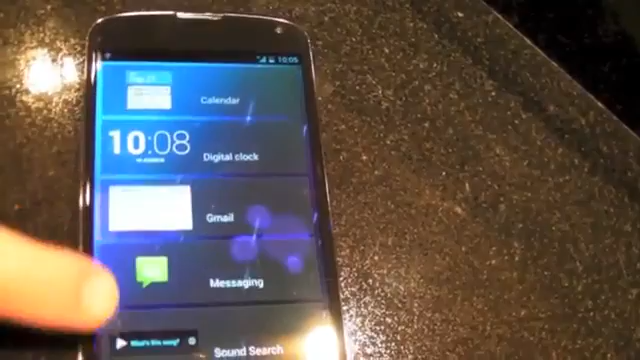 10:05
Calendar
10:08
Digital clock
Gmail
Messaging
What's this song?
Sound Search